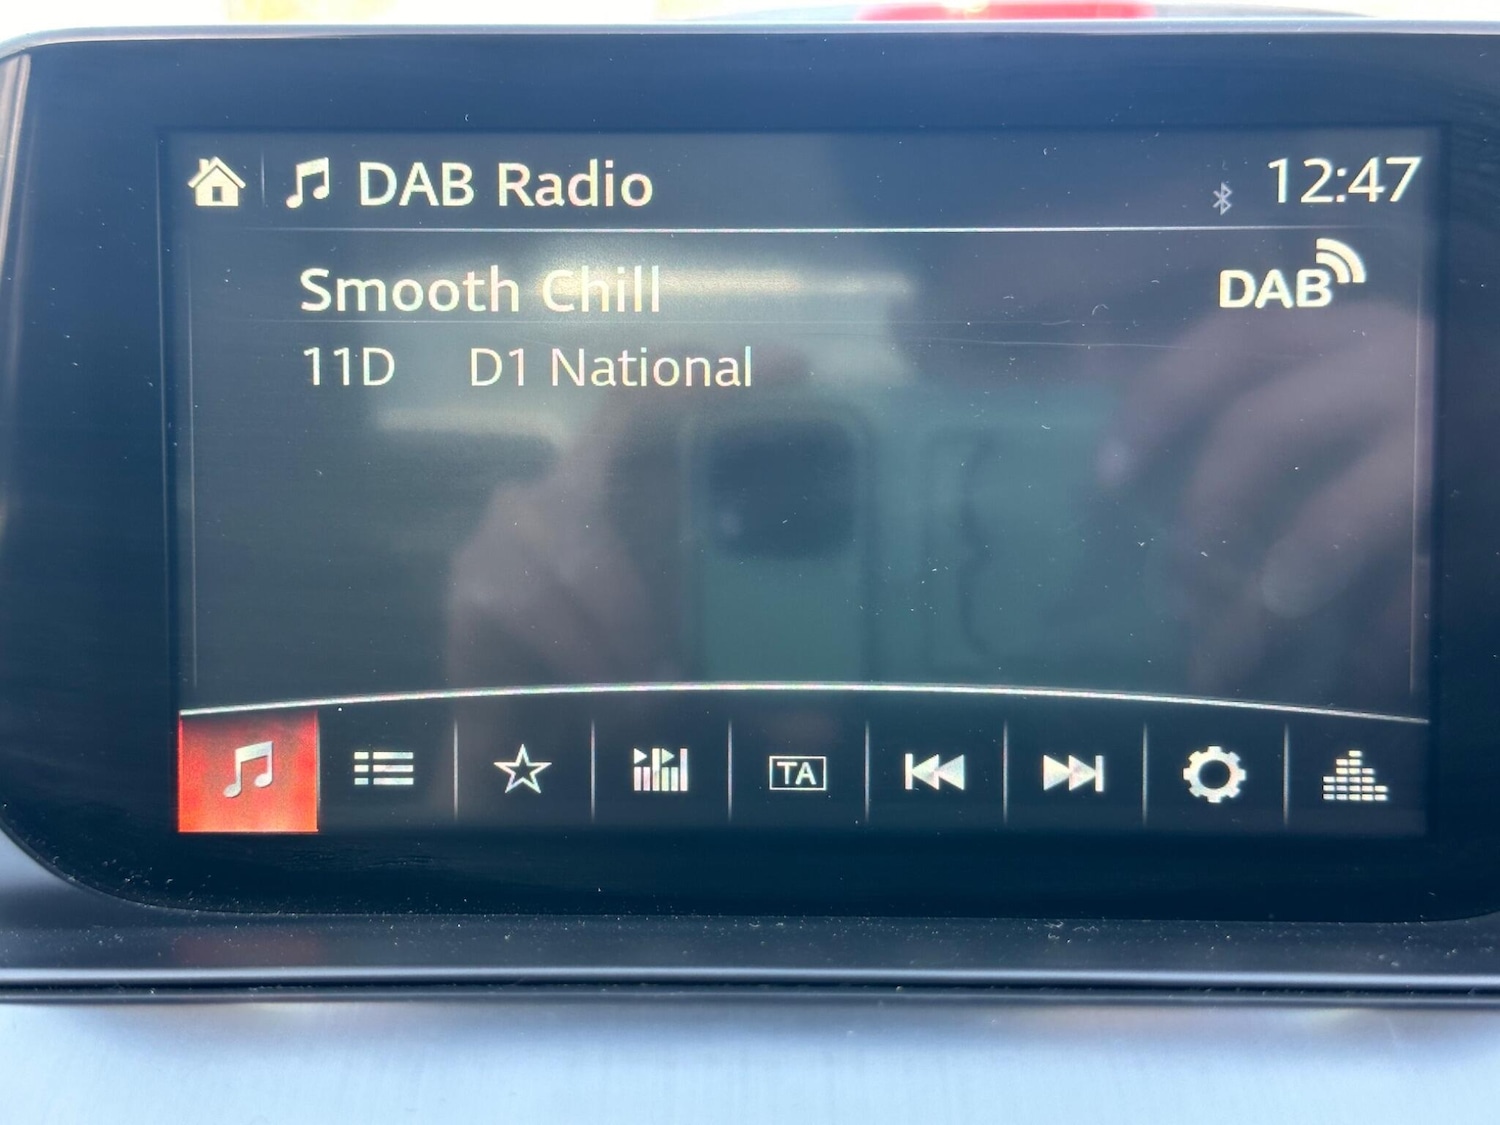 DAB Radio 12:47
Smooth Chill DAB
11D D1 National
TA